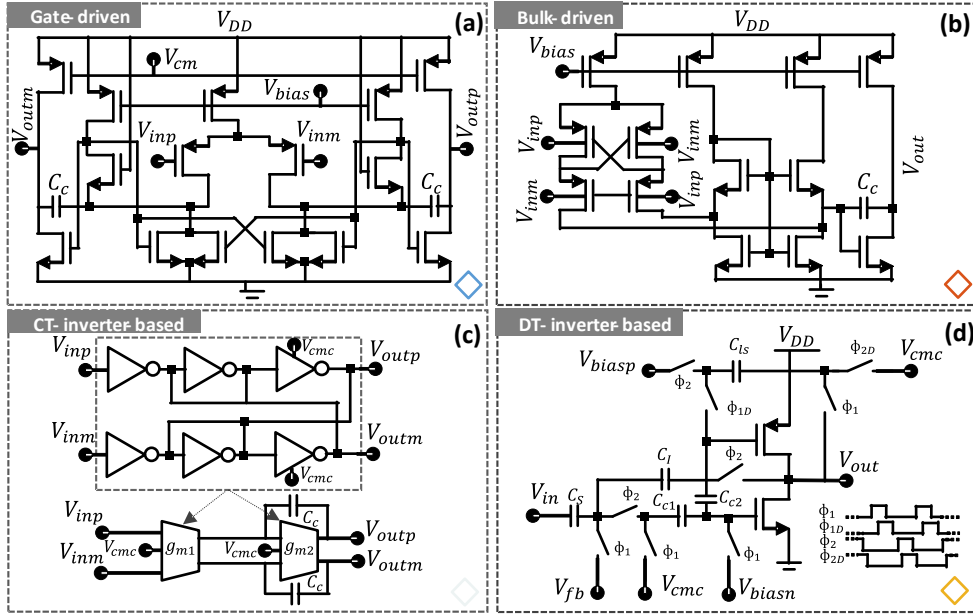 Gate- driven
(a)
V_DD
V_cm
V_bias
V_outm
V_outp
V_inp
V_inm
C_c
C_c
Bulk- driven
(b)
V_DD
V_bias
V_inp
V_inm
V_inm
V_inp
V_out
C_c
CT- inverter-based
(c)
V_inp
V_cmc
V_outp
V_inm
V_outm
V_cmc
V_inp
C_c
V_outp
V_inm
V_cmc
g_m1
V_cmc
g_m2
V_outm
C_c
DT- inverter-based
(d)
V_DD
V_biasp
ϕ_2
C_ls
ϕ_2D
V_cmc
ϕ_1D
ϕ_1
C_I
ϕ_2
V_out
V_in
C_S
ϕ_2
C_c1
C_c2
ϕ_1
ϕ_1
ϕ_1
V_fb
V_cmc
V_biasn
ϕ_1
ϕ_1D
ϕ_2
ϕ_2D